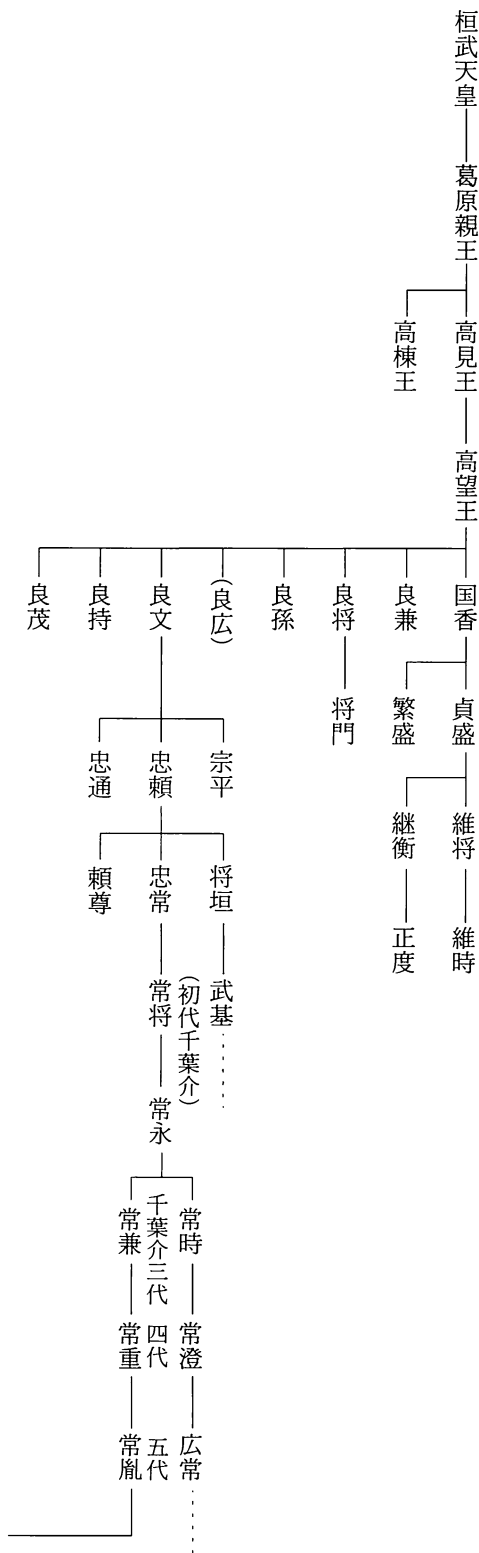 桓武天皇
葛原親王
高見王
高棟王
高望王
国香
良兼
良将
良孫
(良広)
良文
良持
良茂
貞盛
繁盛
将門
維将
継衡
維時
正度
宗平
忠頼
忠通
将垣
忠常
頼尊
武基
(初代千葉介)
常将
常永
常時
常澄
広常
千葉介三代
四代
五代
常兼
常重
常胤